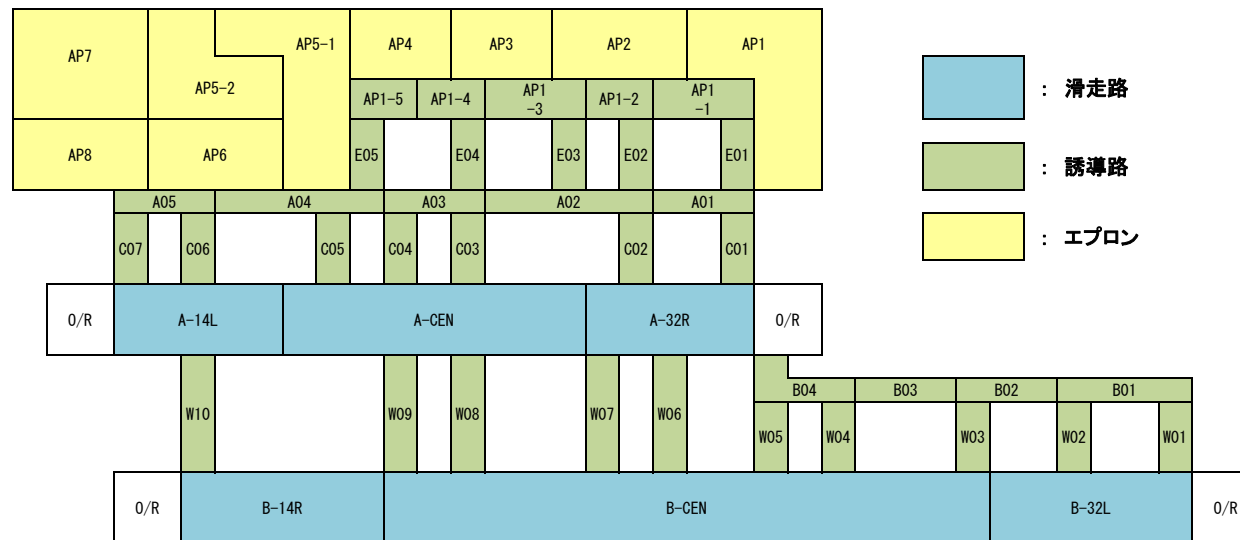 AP7
AP5-1
AP4
AP3
AP2
AP1
AP5-2
AP1-5
AP1-4
AP1
-3
AP1-2
AP1
-1
AP8
AP6
E05
E04
E03
E02
E01
A05
A04
A03
A02
A01
C07
C06
C05
C04
C03
C02
C01
O/R
A-14L
A-CEN
A-32R
O/R
W10
W09
W08
W07
W06
B04
B03
B02
B01
W05
W04
W03
W02
W01
O/R
B-14R
B-CEN
B-32L
O/R
: 滑走路
: 誘導路
: エプロン